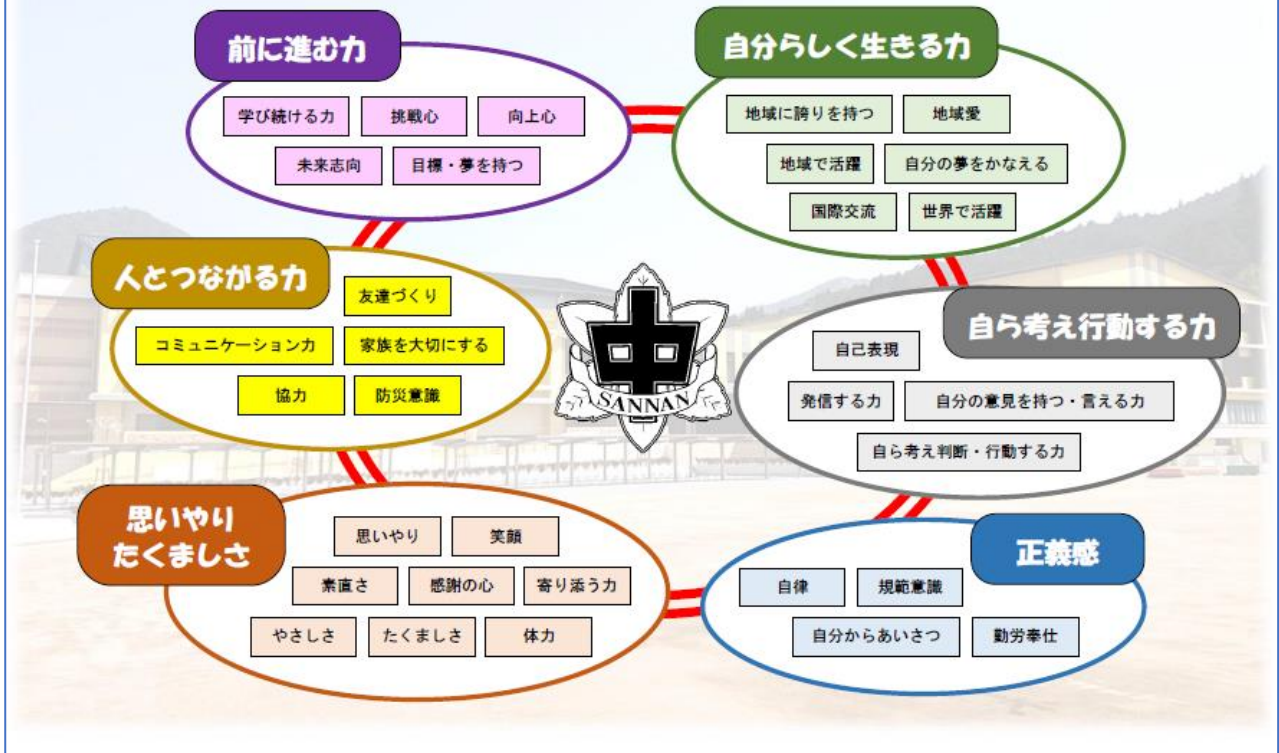 前に進む力
学び続ける力 挑戦心 向上心
未来志向 目標・夢を持つ
自分らしく生きる力
地域に誇りを持つ 地域愛
地域で活躍 自分の夢をかなえる
国際交流 世界で活躍
人とつながる力
友達づくり
コミュニケーション力 家族を大切にする
協力 防災意識
中
SANNAN
自ら考え行動する力
自己表現
発信する力 自分の意見を持つ・言える力
自ら考え判断・行動する力
思いやり
たくましさ
思いやり 笑顔
素直さ 感謝の心 寄り添う力
やさしさ たくましさ 体力
正義感
自律 規範意識
自分からあいさつ 勤労奉仕